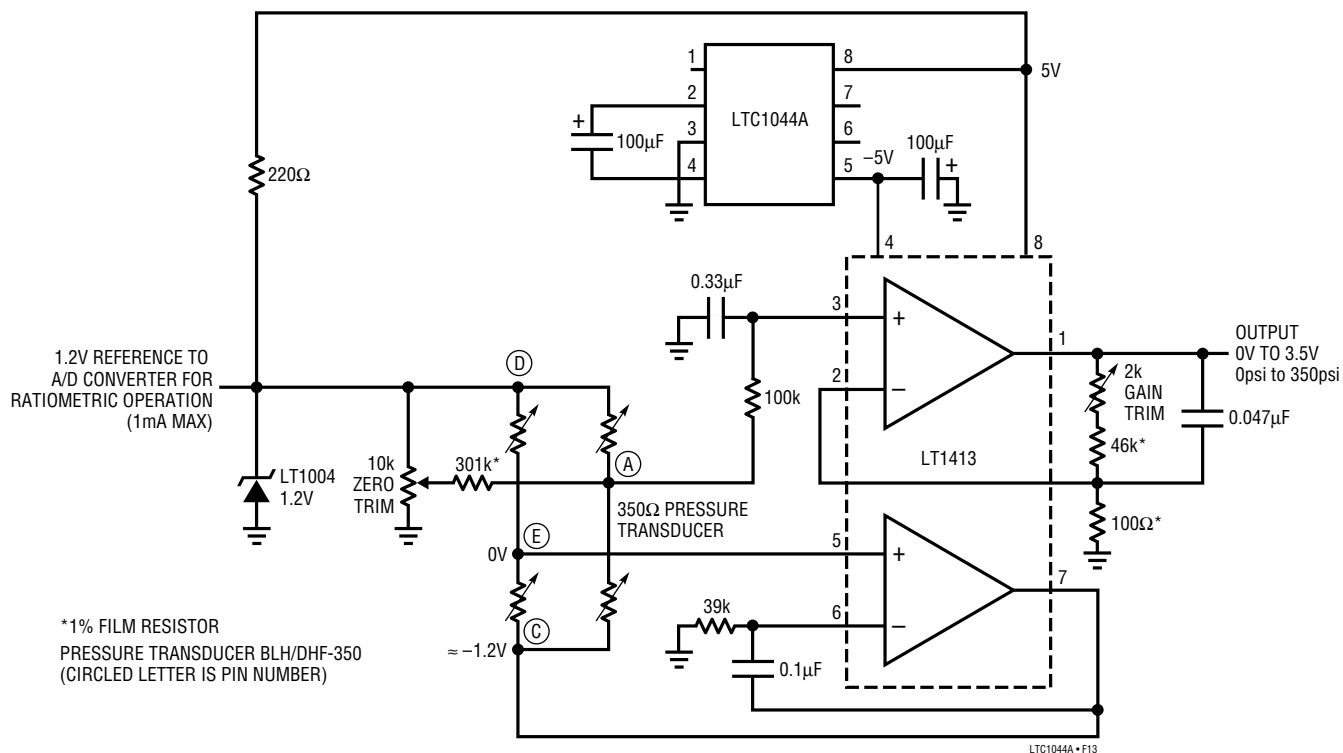 1
8
5V
2
7
LTC1044A
+
100µF
3
6
100µF
4
5
−5V
+
220Ω
4
8
0.33µF
3
+
1
OUTPUT
0V TO 3.5V
0psi to 350psi
1.2V REFERENCE TO
A/D CONVERTER FOR
RATIOMETRIC OPERATION
(1mA MAX)
D
2
−
100k
2k
GAIN
TRIM
0.047µF
46k*
LT1413
LT1004
1.2V
10k
ZERO
TRIM
301k*
A
350Ω PRESSURE
TRANSDUCER
100Ω*
E
0V
5
+
7
39k
6
−
C
≈ −1.2V
0.1µF
*1% FILM RESISTOR
PRESSURE TRANSDUCER BLH/DHF-350
(CIRCLED LETTER IS PIN NUMBER)
LTC1044A • F13